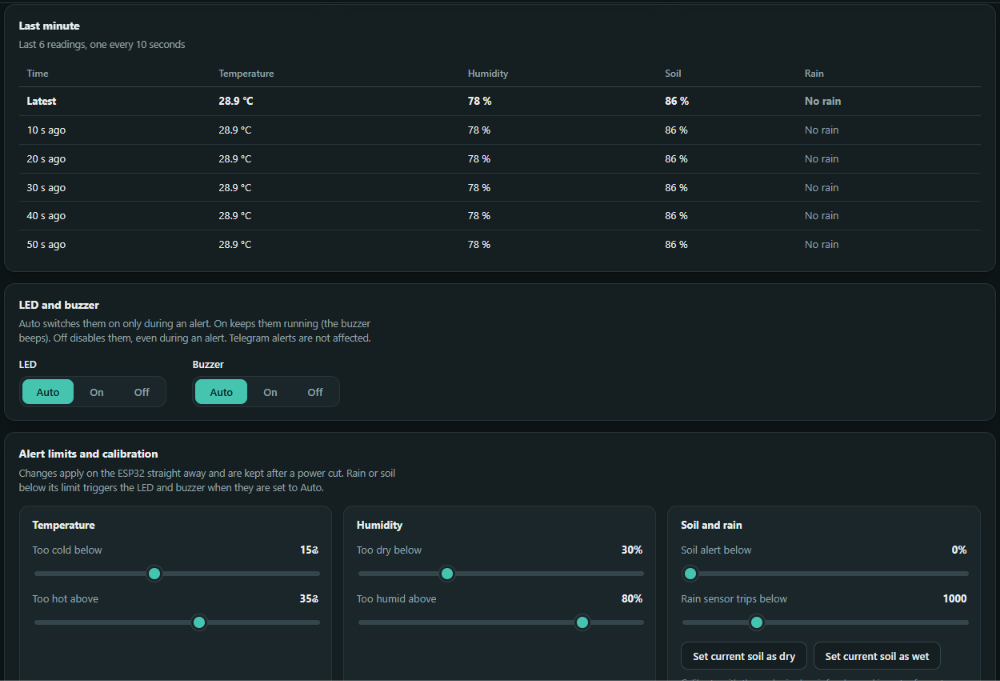 Last minute
Last 6 readings, one every 10 seconds
Time Temperature Humidity Soil Rain
Latest 28.9 °C 78 % 86 % No rain
10 s ago 28.9 °C 78 % 86 % No rain
20 s ago 28.9 °C 78 % 86 % No rain
30 s ago 28.9 °C 78 % 86 % No rain
40 s ago 28.9 °C 78 % 86 % No rain
50 s ago 28.9 °C 78 % 86 % No rain
LED and buzzer
Auto switches them on only during an alert. On keeps them running (the buzzer
beeps). Off disables them, even during an alert. Telegram alerts are not affected.
LED Buzzer
Auto On Off Auto On Off
Alert limits and calibration
Changes apply on the ESP32 straight away and are kept after a power cut. Rain or soil
below its limit triggers the LED and buzzer when they are set to Auto.
Temperature
Too cold below 15
Too hot above 35
Humidity
Too dry below 30%
Too humid above 80%
Soil and rain
Soil alert below 0%
Rain sensor trips below 1000
Set current soil as dry Set current soil as wet